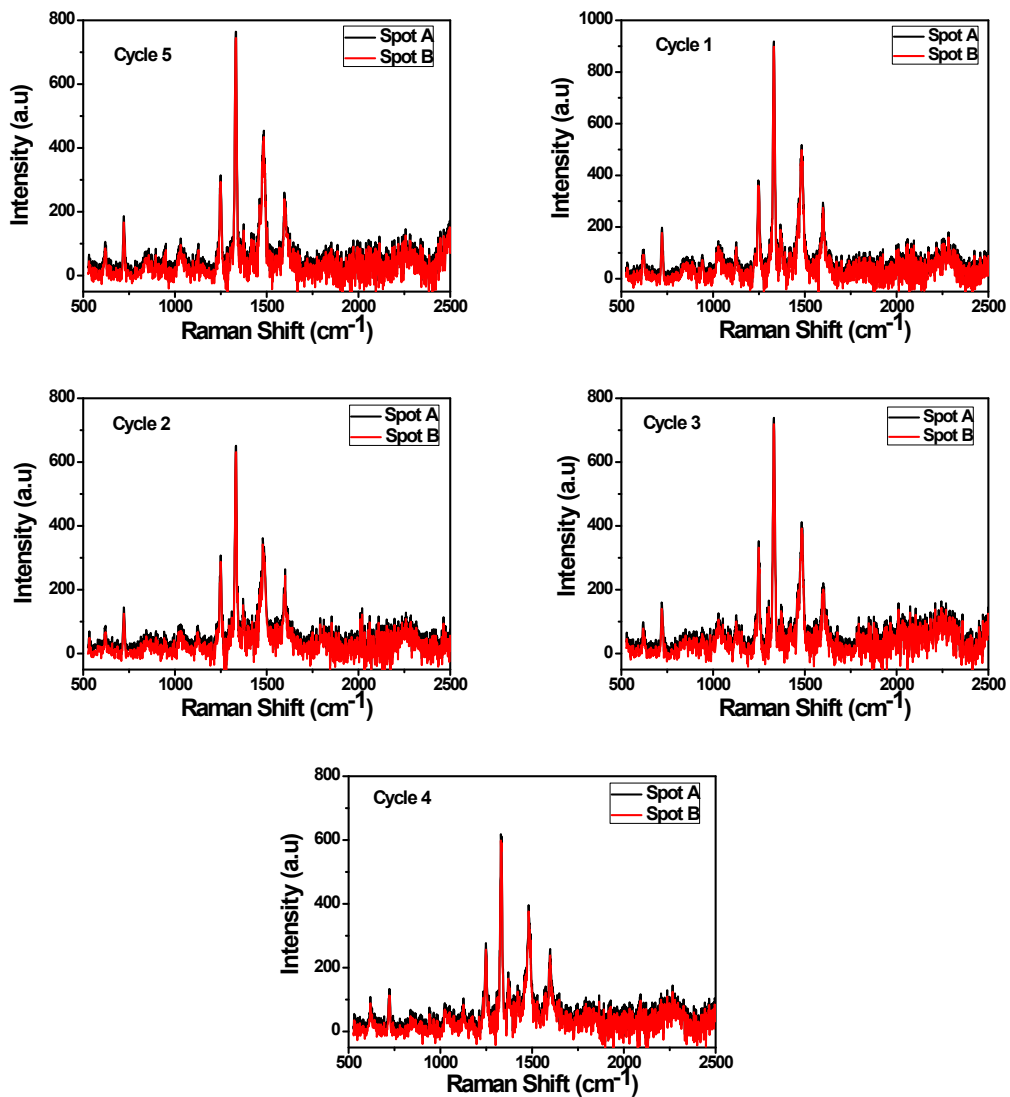 800
600
400
200
0
Intensity (a.u)
Cycle 5
Spot A
Spot B
500 1000 1500 2000 2500
Raman Shift (cm-1)
1000
800
600
400
200
0
Intensity (a.u)
Cycle 1
Spot A
Spot B
500 1000 1500 2000 2500
Raman Shift (cm-1)
800
600
400
200
0
Intensity (a.u)
Cycle 2
Spot A
Spot B
500 1000 1500 2000 2500
Raman Shift (cm-1)
800
600
400
200
0
Intensity (a.u)
Cycle 3
Spot A
Spot B
500 1000 1500 2000 2500
Raman Shift (cm-1)
800
600
400
200
0
Intensity (a.u)
Cycle 4
Spot A
Spot B
500 1000 1500 2000 2500
Raman Shift (cm-1)